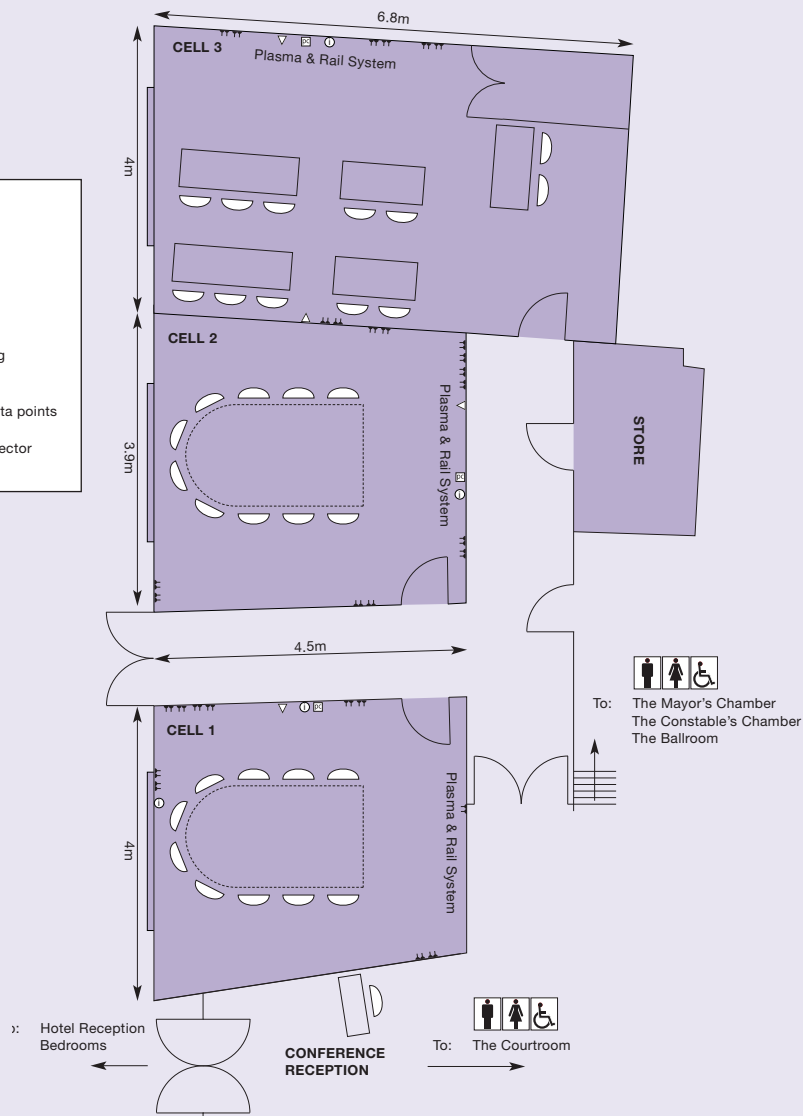 6.8m
CELL 3
Plasma & Rail System
4m
g
ta points
ector
CELL 2
3.9m
Plasma & Rail System
STORE
4.5m
To: The Mayor's Chamber
The Constable's Chamber
The Ballroom
CELL 1
4m
Plasma & Rail System
Hotel Reception
Bedrooms
CONFERENCE
RECEPTION
To: The Courtroom